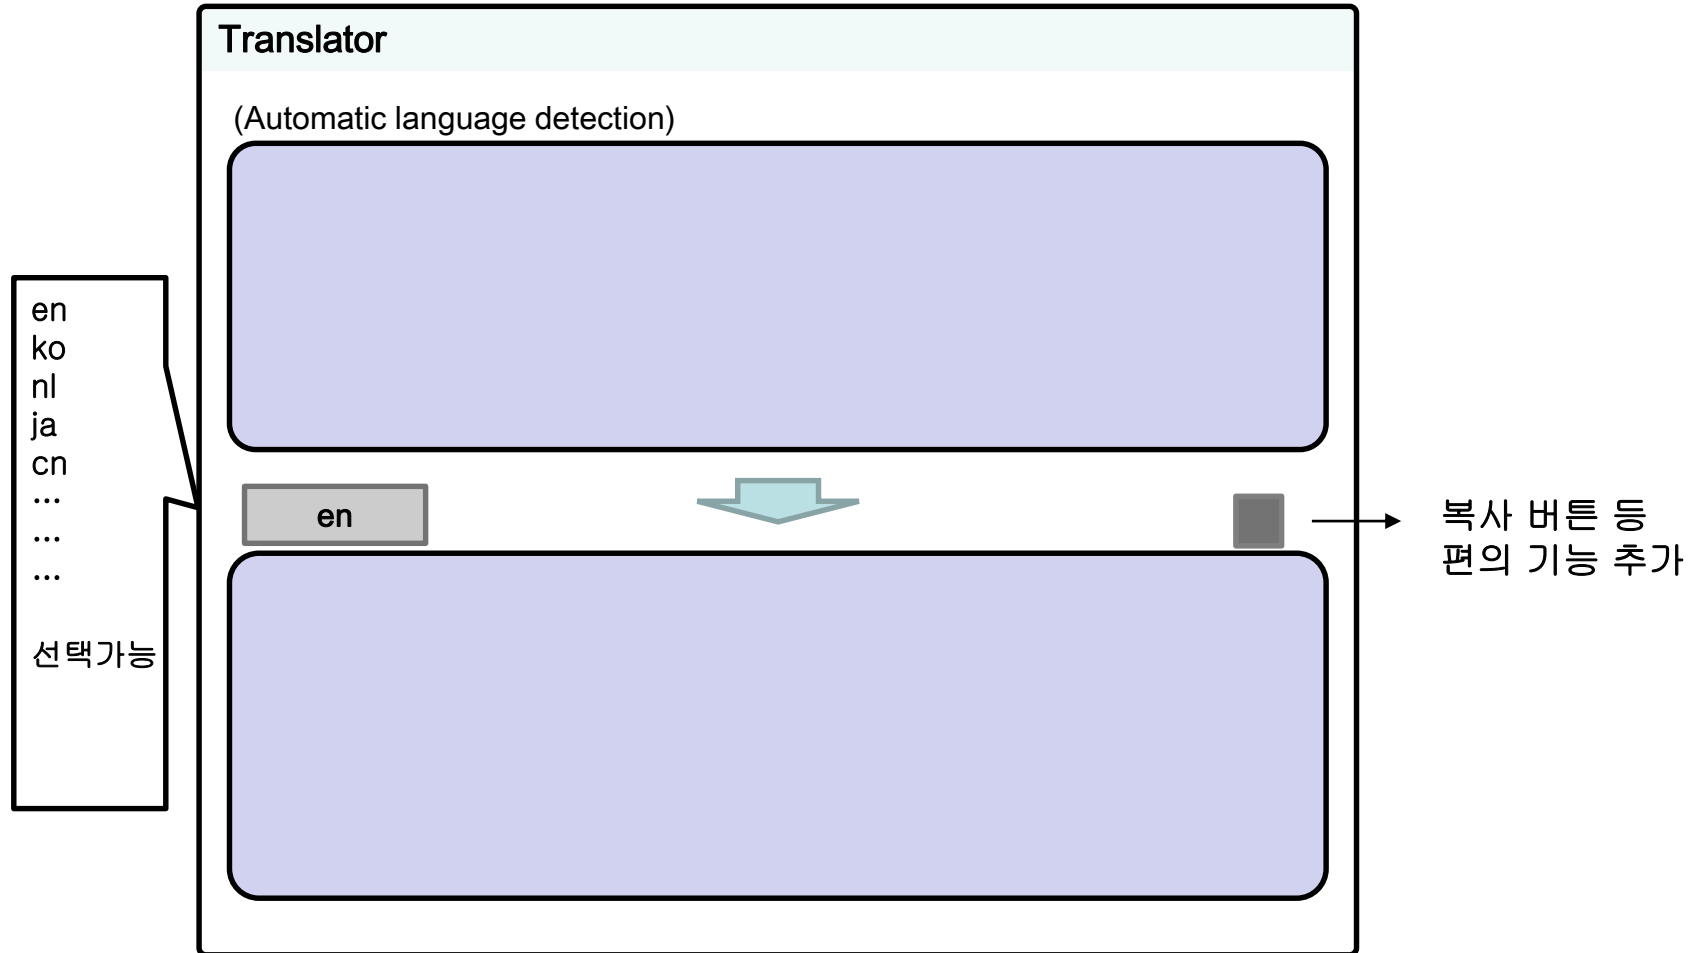 Translator
(Automatic language detection)
en
ko
nl
ja
cn
...
...
...
선택가능
en
복사 버튼 등
편의 기능 추가